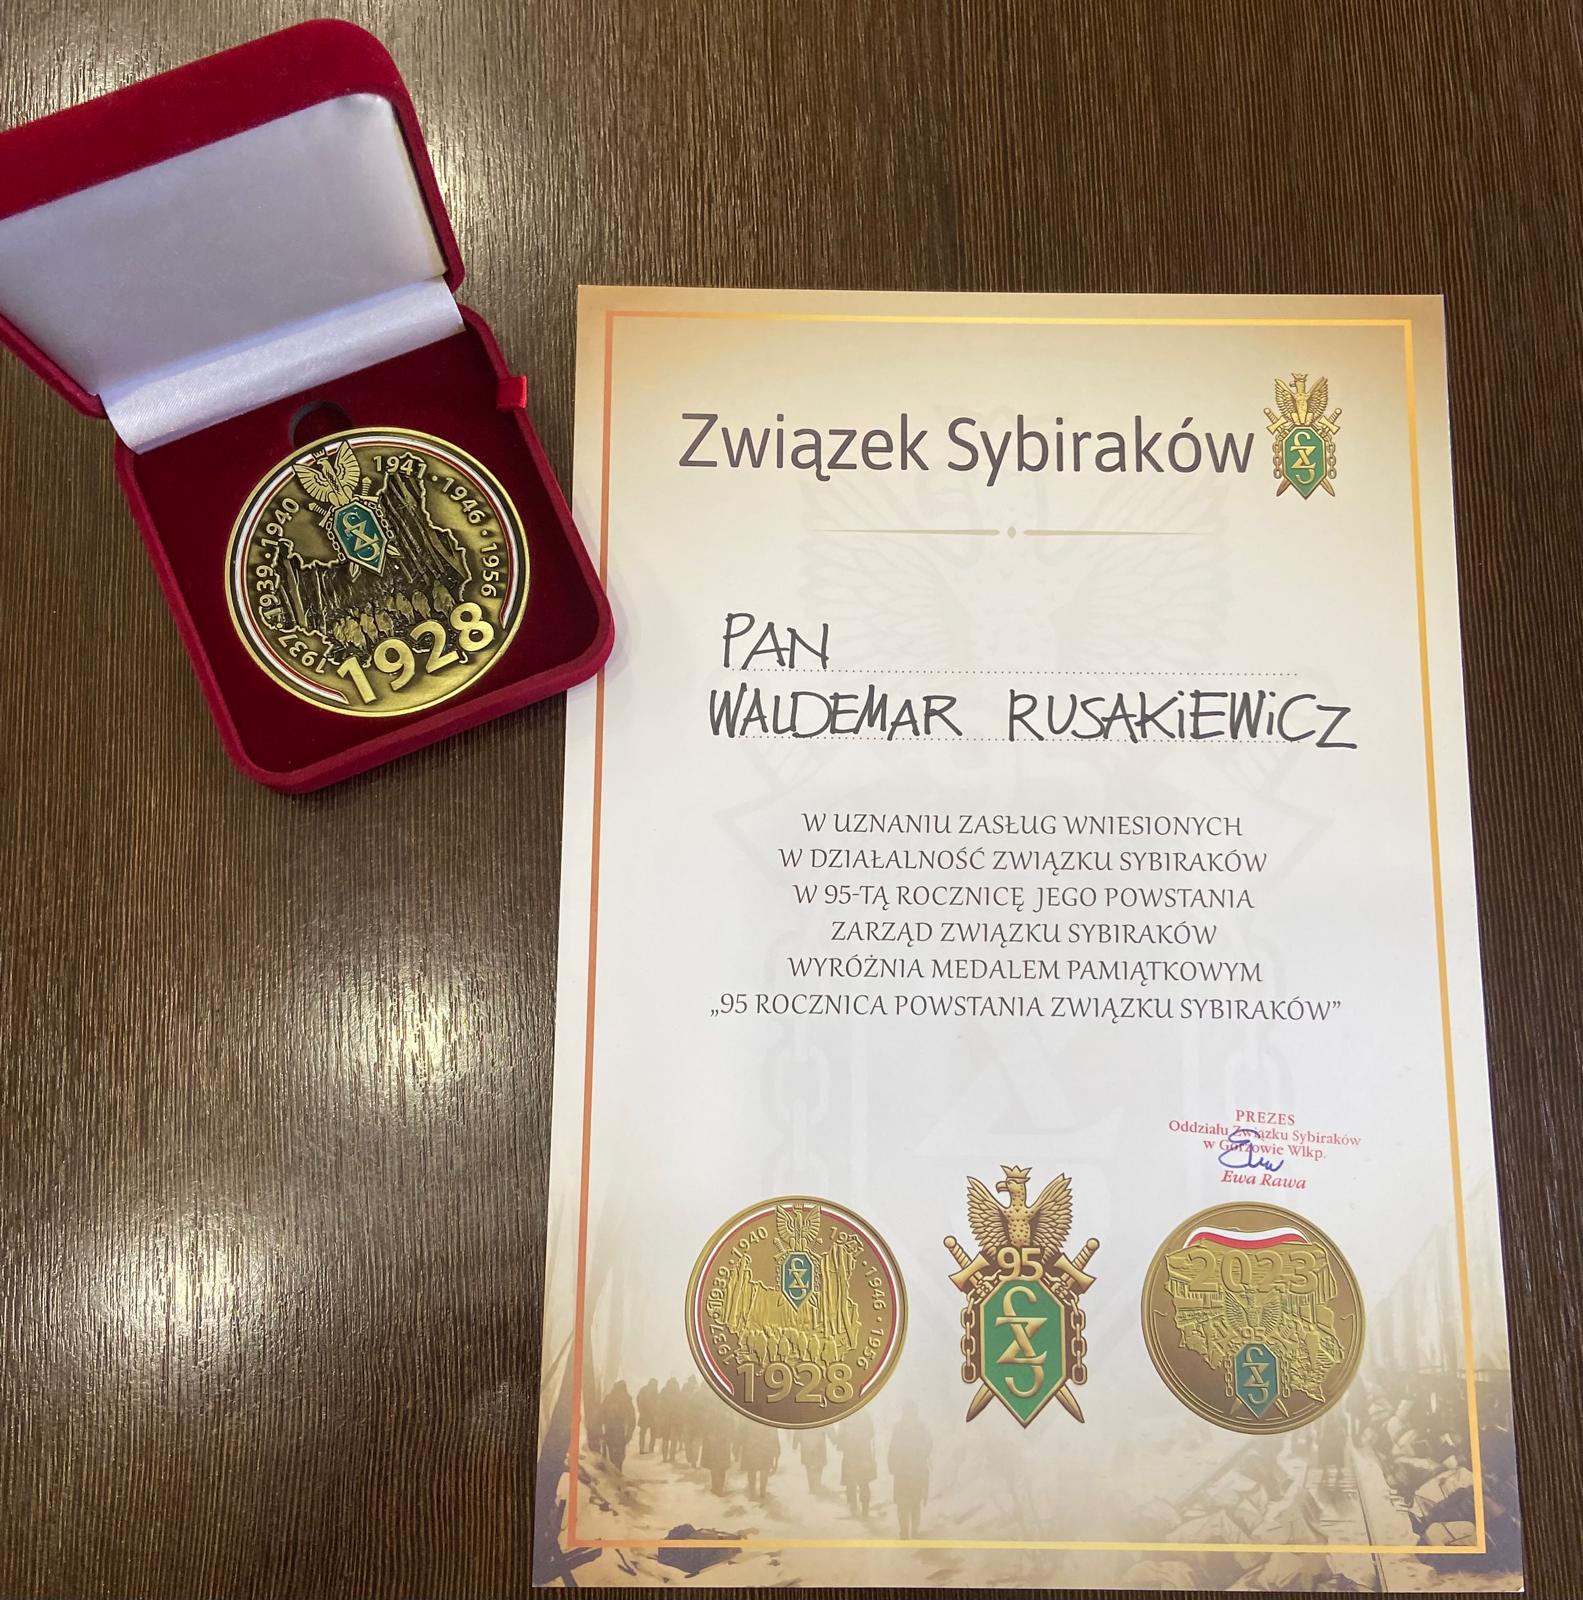 1937 · 1939 · 1940
1941 · 1946 · 1956
1928
Związek Sybiraków
PAN
WALDEMAR RUSAKiEWiCZ
W UZNANIU ZASŁUG WNIESIONYCH
W DZIAŁALNOŚĆ ZWIĄZKU SYBIRAKÓW
W 95-TĄ ROCZNICĘ JEGO POWSTANIA
ZARZĄD ZWIĄZKU SYBIRAKÓW
WYRÓŻNIA MEDALEM PAMIĄTKOWYM
„95 ROCZNICA POWSTANIA ZWIĄZKU SYBIRAKÓW”
PREZES
Oddziału Związku Sybiraków
w Gorzowie Wlkp.
Ewa Rawa
1937 · 1939 · 1940
1941 · 1946 · 1956
1928
95
2023
95